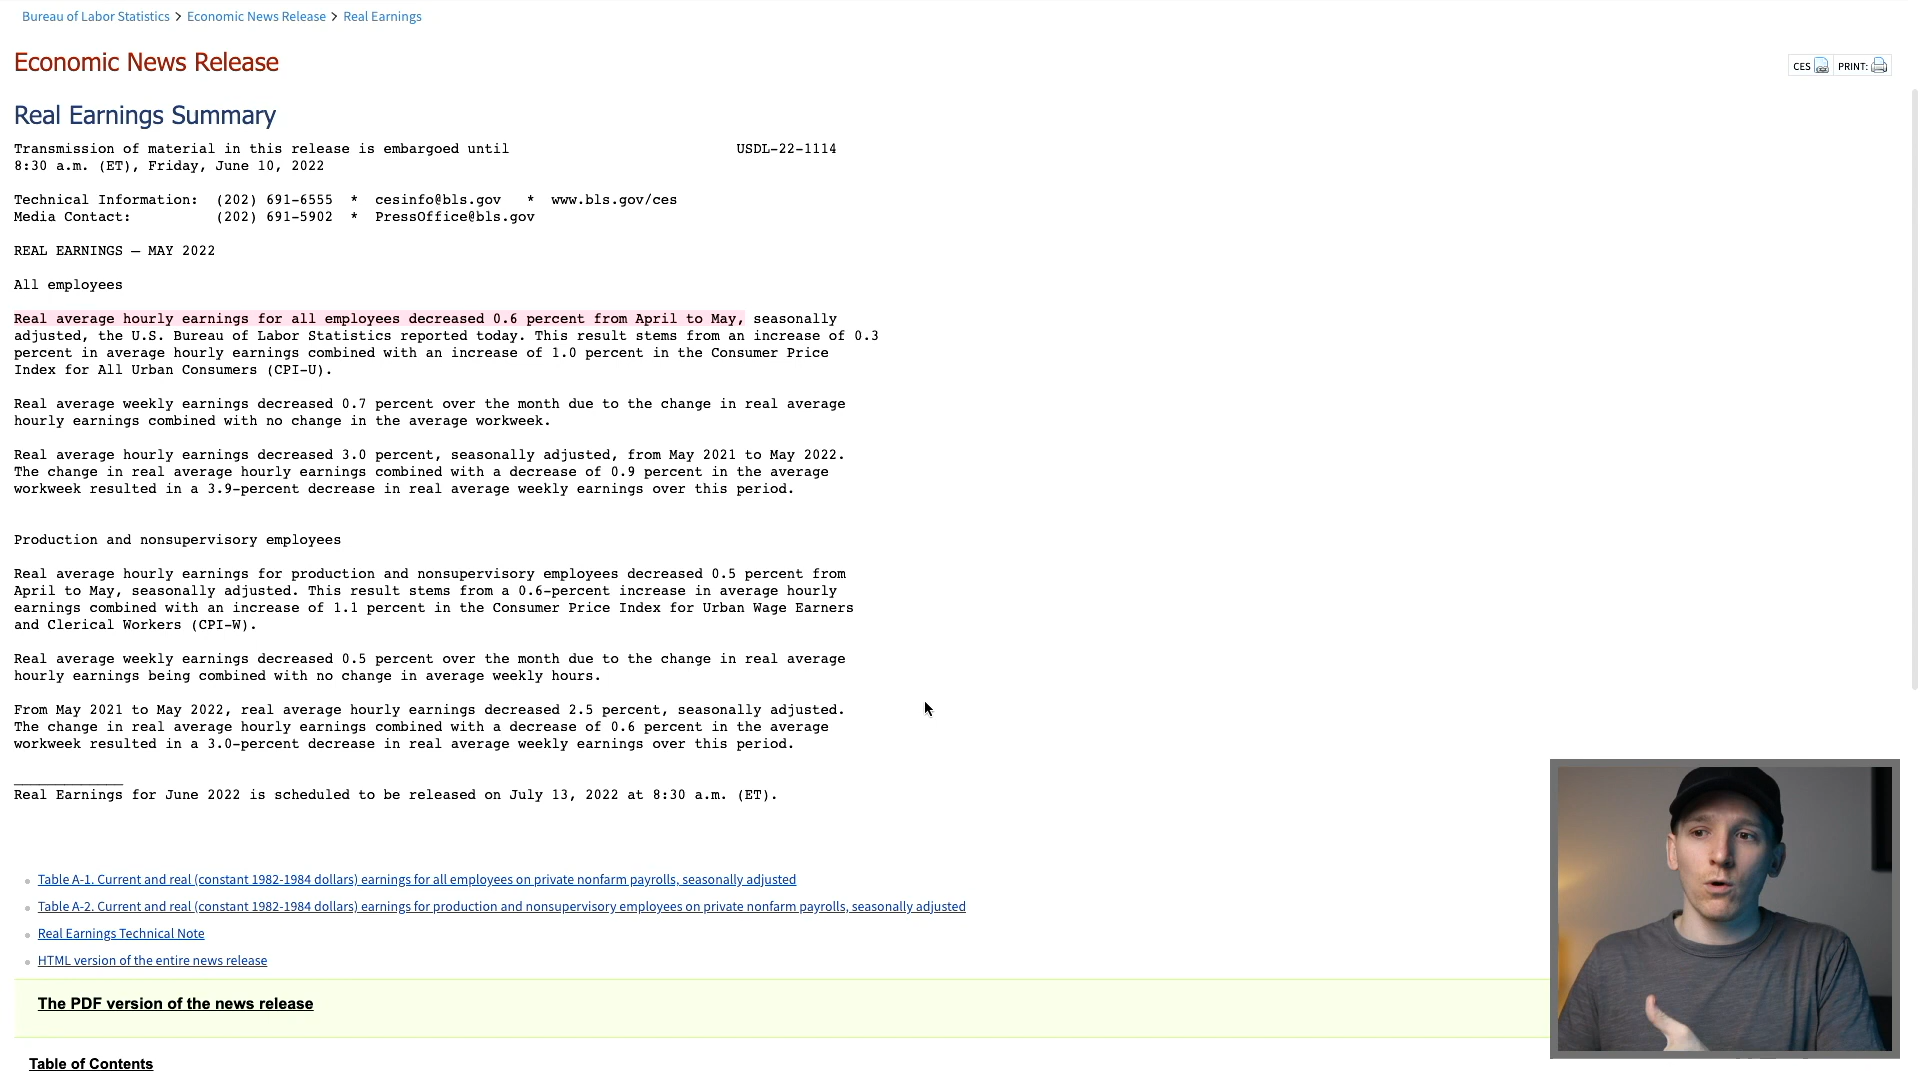 Bureau of Labor Statistics > Economic News Release > Real Earnings
Economic News Release
CES PRINT:
Real Earnings Summary
Transmission of material in this release is embargoed until USDL-22-1114
8:30 a.m. (ET), Friday, June 10, 2022
Technical Information: (202) 691-6555 * cesinfo@bls.gov * www.bls.gov/ces
Media Contact: (202) 691-5902 * PressOffice@bls.gov
REAL EARNINGS – MAY 2022
All employees
Real average hourly earnings for all employees decreased 0.6 percent from April to May, seasonally
adjusted, the U.S. Bureau of Labor Statistics reported today. This result stems from an increase of 0.3
percent in average hourly earnings combined with an increase of 1.0 percent in the Consumer Price
Index for All Urban Consumers (CPI-U).
Real average weekly earnings decreased 0.7 percent over the month due to the change in real average
hourly earnings combined with no change in the average workweek.
Real average hourly earnings decreased 3.0 percent, seasonally adjusted, from May 2021 to May 2022.
The change in real average hourly earnings combined with a decrease of 0.9 percent in the average
workweek resulted in a 3.9-percent decrease in real average weekly earnings over this period.
Production and nonsupervisory employees
Real average hourly earnings for production and nonsupervisory employees decreased 0.5 percent from
April to May, seasonally adjusted. This result stems from a 0.6-percent increase in average hourly
earnings combined with an increase of 1.1 percent in the Consumer Price Index for Urban Wage Earners
and Clerical Workers (CPI-W).
Real average weekly earnings decreased 0.5 percent over the month due to the change in real average
hourly earnings being combined with no change in average weekly hours.
From May 2021 to May 2022, real average hourly earnings decreased 2.5 percent, seasonally adjusted.
The change in real average hourly earnings combined with a decrease of 0.6 percent in the average
workweek resulted in a 3.0-percent decrease in real average weekly earnings over this period.
_____________
Real Earnings for June 2022 is scheduled to be released on July 13, 2022 at 8:30 a.m. (ET).
Table A-1. Current and real (constant 1982-1984 dollars) earnings for all employees on private nonfarm payrolls, seasonally adjusted
Table A-2. Current and real (constant 1982-1984 dollars) earnings for production and nonsupervisory employees on private nonfarm payrolls, seasonally adjusted
Real Earnings Technical Note
HTML version of the entire news release
The PDF version of the news release
Table of Contents